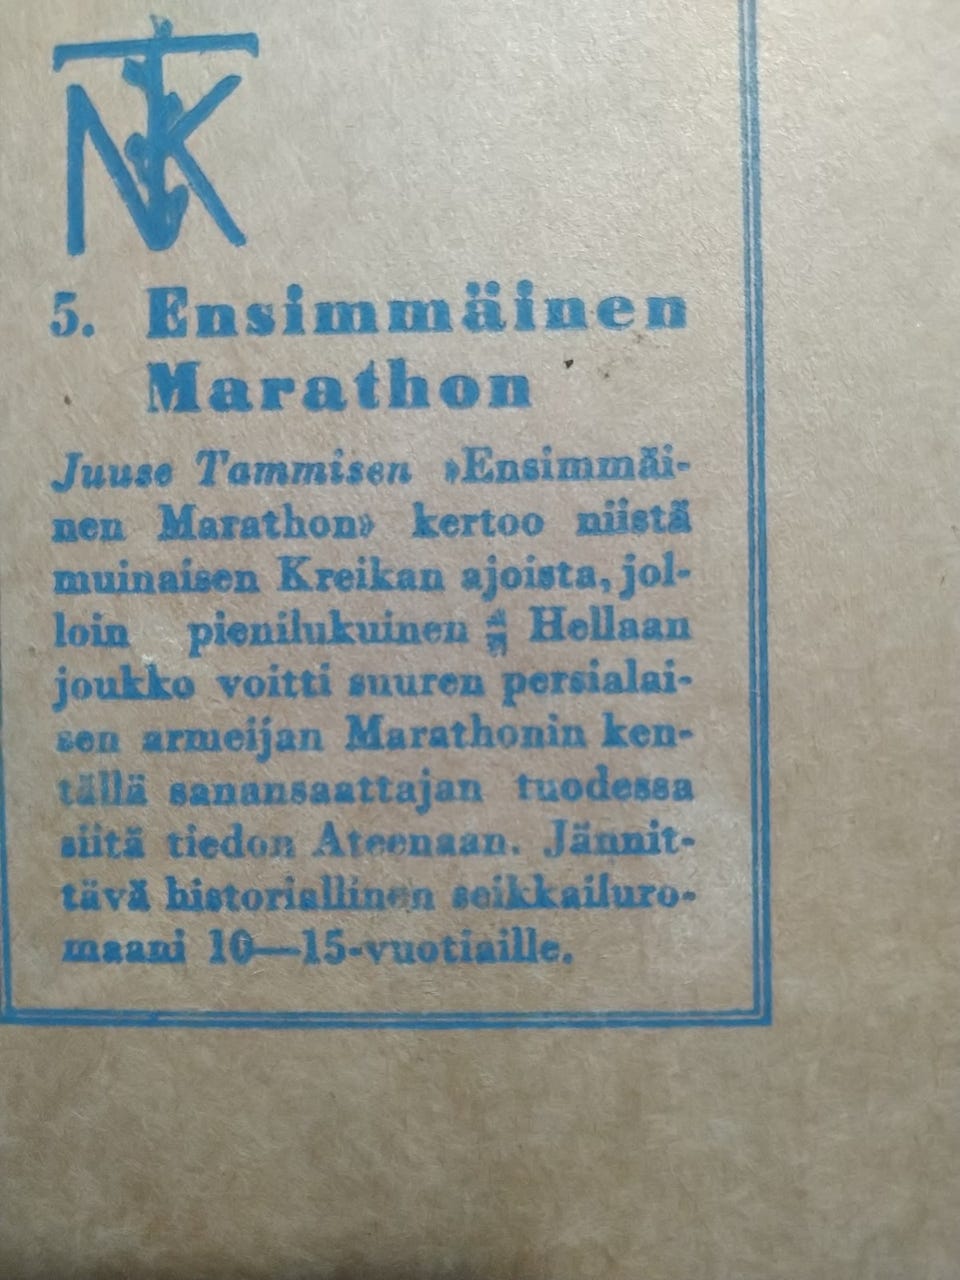 NTK
5. Ensimmäinen
Marathon
Juuse Tammisen »Ensimmäi-
nen Marathon» kertoo niistä
muinaisen Kreikan ajoista, jol-
loin pienilukuinen Hellaan
joukko voitti suuren persialai-
sen armeijan Marathonin ken-
tällä sanansaattajan tuodessa
siitä tiedon Ateenaan. Jännit-
tävä historiallinen seikkailuro-
maani 10—15-vuotiaille.